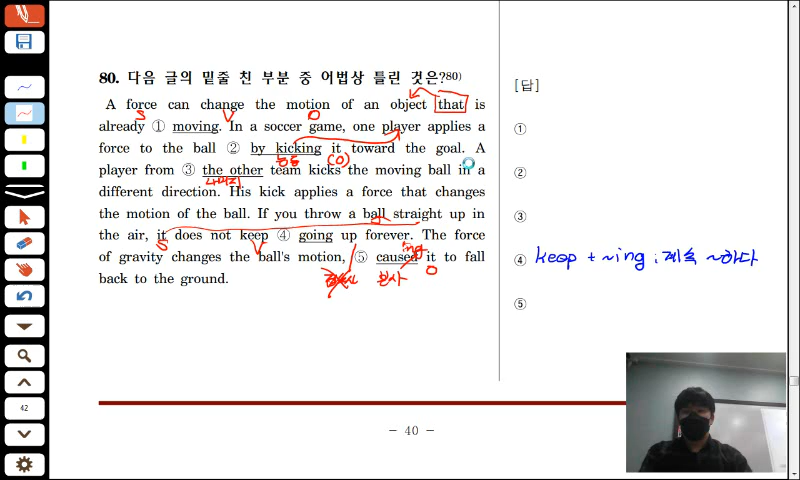 80. 다음 글의 밑줄 친 부분 중 어법상 틀린 것은?80)
A force can change the motion of an object that is
S V O
already ① moving. In a soccer game, one player applies a
force to the ball ② by kicking it toward the goal. A
능동 (O)
player from ③ the other team kicks the moving ball in a
나머지
different direction. His kick applies a force that changes
the motion of the ball. If you throw a ball straight up in
the air, it does not keep ④ going up forever. The force
S V ing
of gravity changes the ball's motion, ⑤ caused it to fall
분사 O
back to the ground.
- 40 -
[답]
①
②
③
④ keep + ~ing : 계속 ~하다
⑤
42